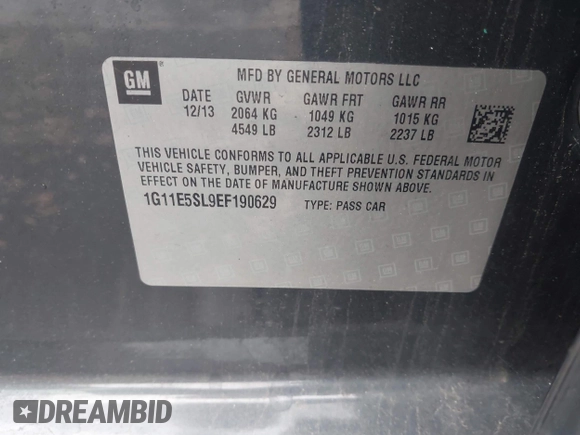 GM
MFD BY GENERAL MOTORS LLC
DATE GVWR GAWR FRT GAWR RR
12/13 2064 KG 1049 KG 1015 KG
4549 LB 2312 LB 2237 LB
THIS VEHICLE CONFORMS TO ALL APPLICABLE U.S. FEDERAL MOTOR
VEHICLE SAFETY, BUMPER, AND THEFT PREVENTION STANDARDS IN
EFFECT ON THE DATE OF MANUFACTURE SHOWN ABOVE.
1G11E5SL9EF190629 TYPE: PASS CAR
DREAMBID